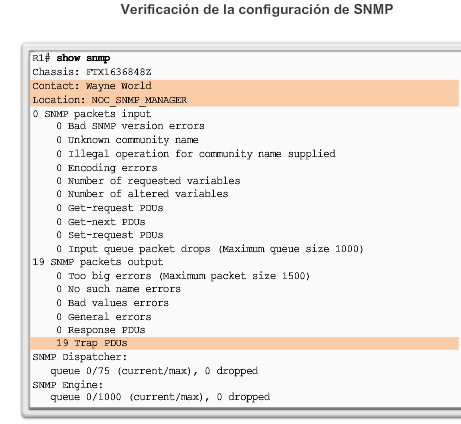 Verificación de la configuración de SNMP
R1# show snmp
Chassis: FTX1636848Z
Contact: Wayne World
Location: NOC_SNMP_MANAGER
0 SNMP packets input
0 Bad SNMP version errors
0 Unknown community name
0 Illegal operation for community name supplied
0 Encoding errors
0 Number of requested variables
0 Number of altered variables
0 Get-request PDUs
0 Get-next PDUs
0 Set-request PDUs
0 Input queue packet drops (Maximum queue size 1000)
19 SNMP packets output
0 Too big errors (Maximum packet size 1500)
0 No such name errors
0 Bad values errors
0 General errors
0 Response PDUs
19 Trap PDUs
SNMP Dispatcher:
queue 0/75 (current/max), 0 dropped
SNMP Engine:
queue 0/1000 (current/max), 0 dropped